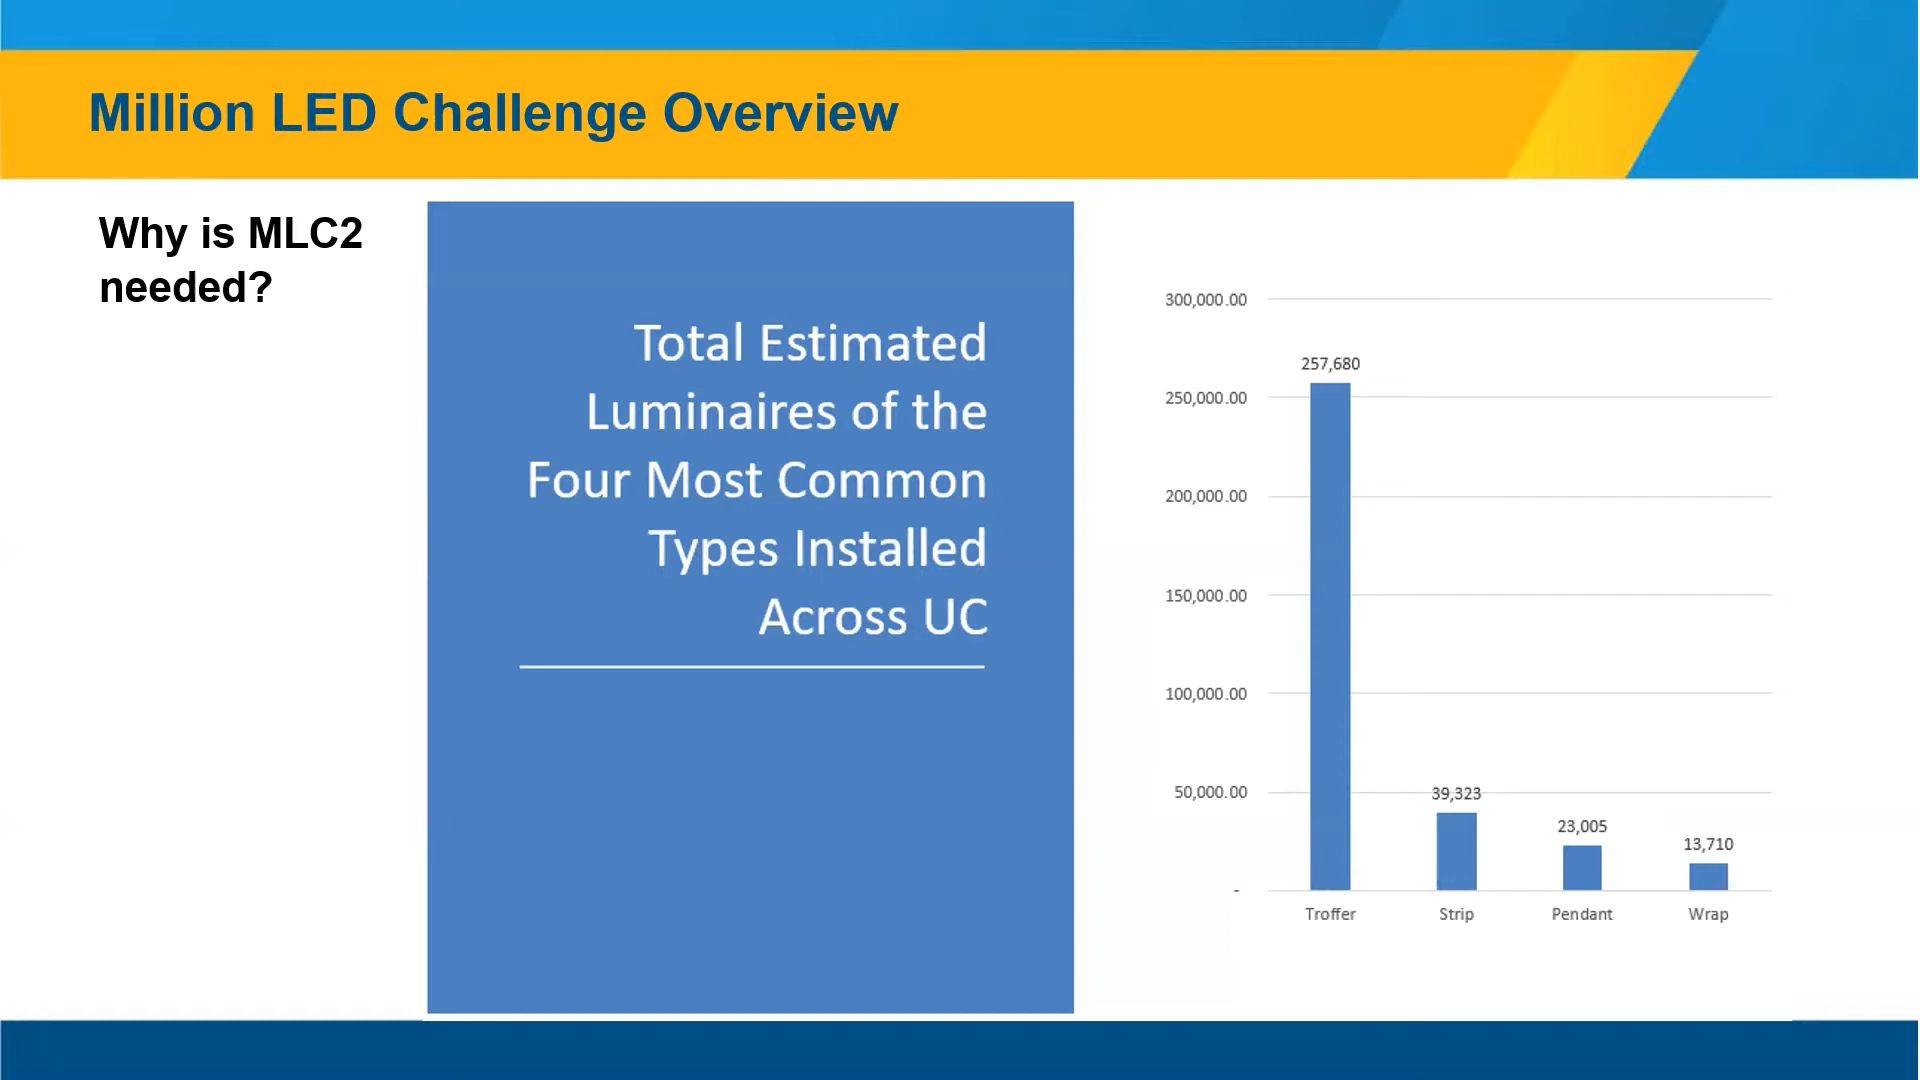 Million LED Challenge Overview
Why is MLC2
needed?
Total Estimated
Luminaires of the
Four Most Common
Types Installed
Across UC
300,000.00
257,680
250,000.00
200,000.00
150,000.00
100,000.00
50,000.00
39,323
23,005
13,710
-
Troffer Strip Pendant Wrap